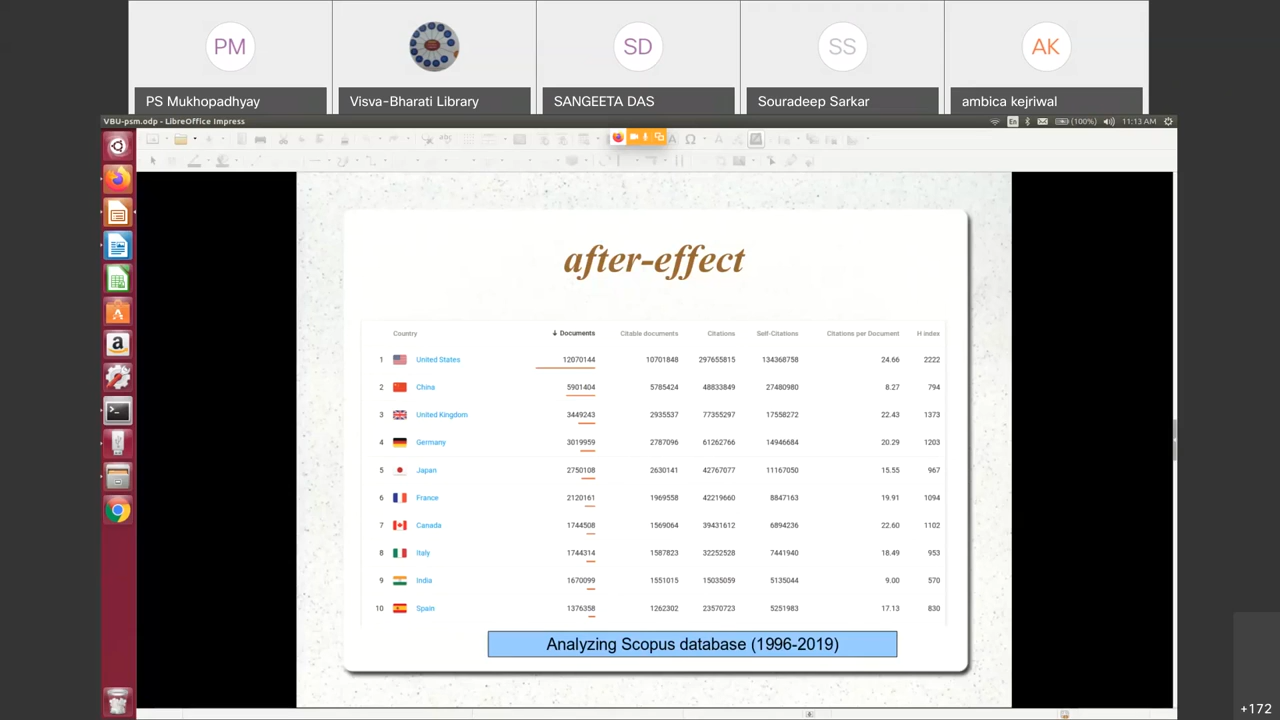 PM
SD
SS
AK
PS Mukhopadhyay
Visva-Bharati Library
SANGEETA DAS
Souradeep Sarkar
ambica kejriwal
VBU-psm.odp - LibreOffice Impress
En
(100%)
11:13 AM
after-effect
Country ↓ Documents Citable documents Citations Self-Citations Citations per Document H index
1 United States 12070144 10701848 297655815 134368758 24.66 2222
2 China 5901404 5785424 48833849 27480980 8.27 794
3 United Kingdom 3449243 2935537 77355297 17558272 22.43 1373
4 Germany 3019959 2787096 61262766 14946684 20.29 1203
5 Japan 2750108 2630141 42767077 11167050 15.55 967
6 France 2120161 1969558 42219660 8847163 19.91 1094
7 Canada 1744508 1569064 39431612 6894236 22.60 1102
8 Italy 1744314 1587823 32252528 7441940 18.49 953
9 India 1670099 1551015 15035059 5135044 9.00 570
10 Spain 1376358 1262302 23570723 5251983 17.13 830
Analyzing Scopus database (1996-2019)
+172